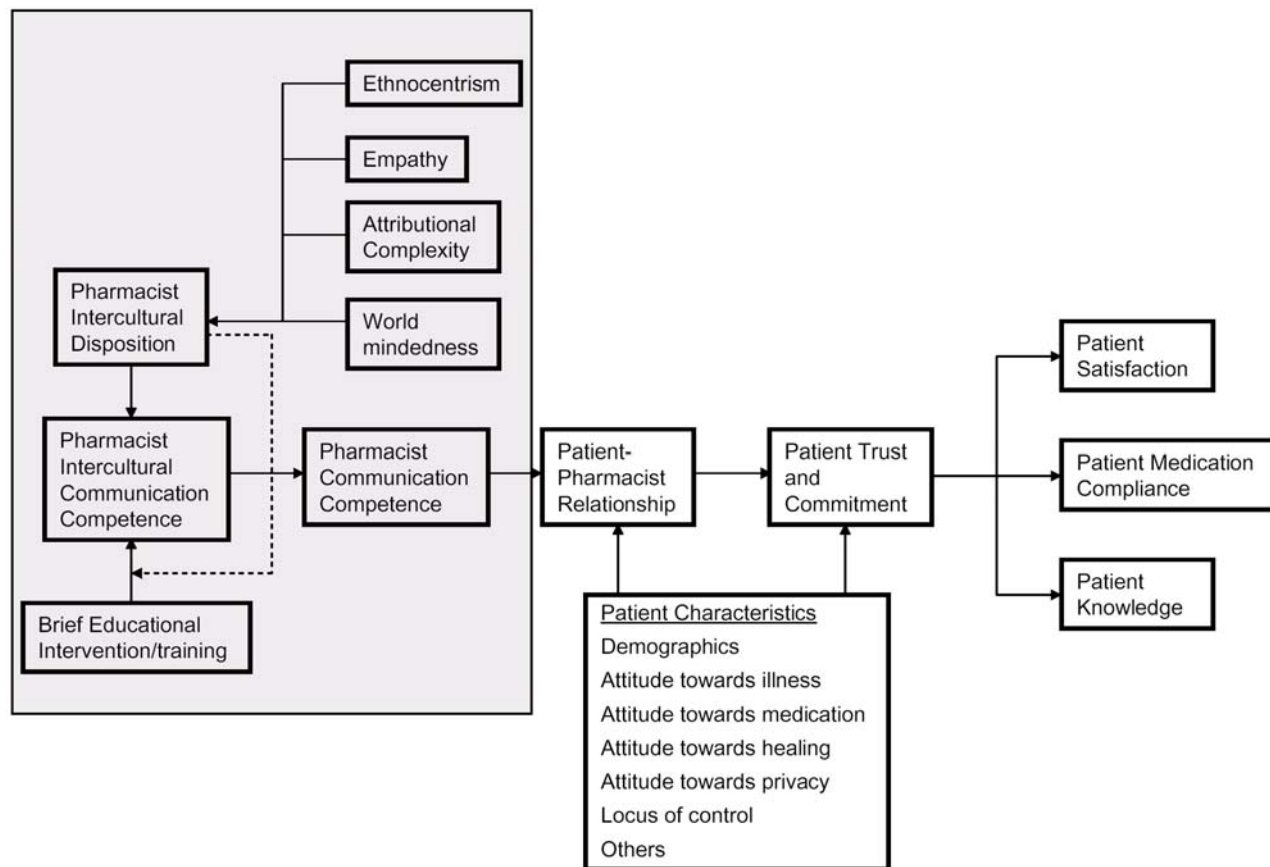 Ethnocentrism
Empathy
Attributional
Complexity
World
mindedness
Pharmacist
Intercultural
Disposition
Pharmacist
Intercultural
Communication
Competence
Brief Educational
Intervention/training
Pharmacist
Communication
Competence
Patient-
Pharmacist
Relationship
Patient Trust
and
Commitment
Patient
Satisfaction
Patient Medication
Compliance
Patient
Knowledge
Patient Characteristics
Demographics
Attitude towards illness
Attitude towards medication
Attitude towards healing
Attitude towards privacy
Locus of control
Others